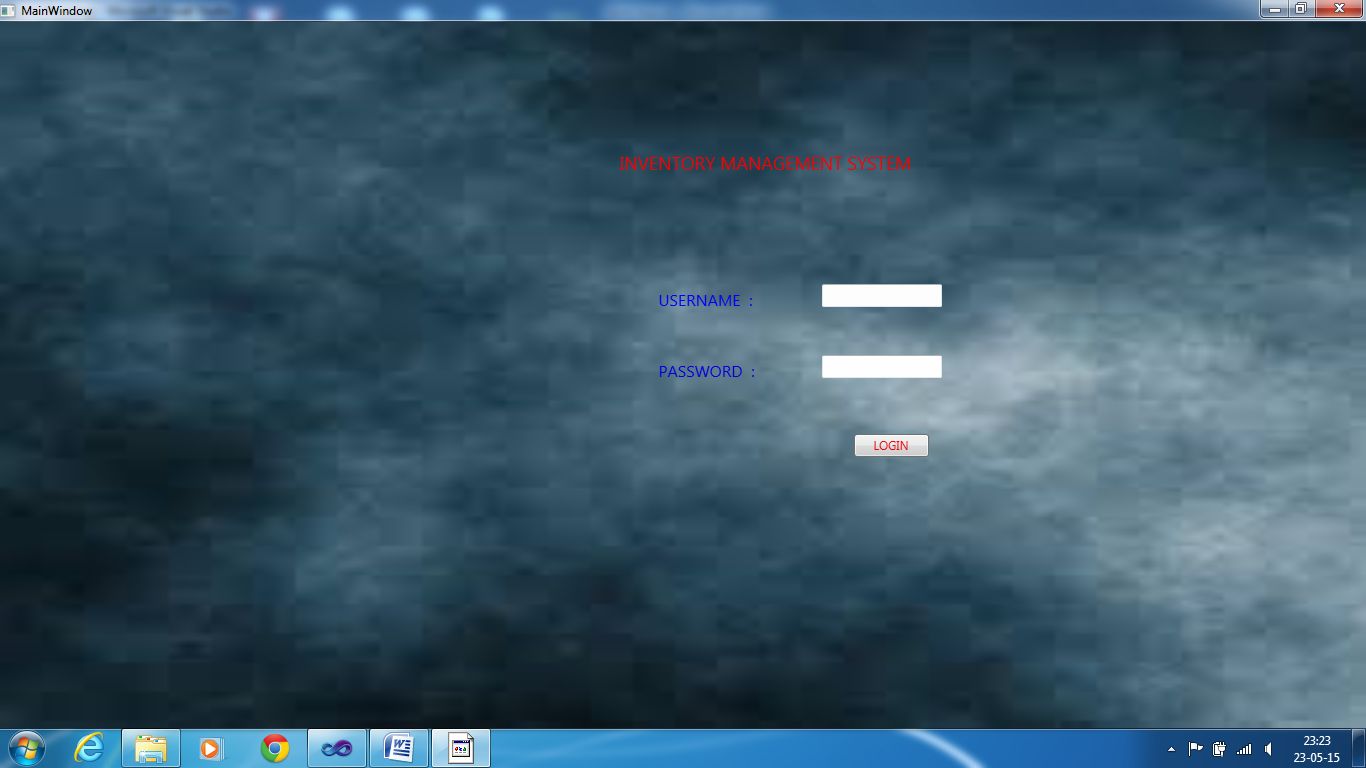 MainWindow
INVENTORY MANAGEMENT SYSTEM
USERNAME :
PASSWORD :
LOGIN
23:23
23-05-15